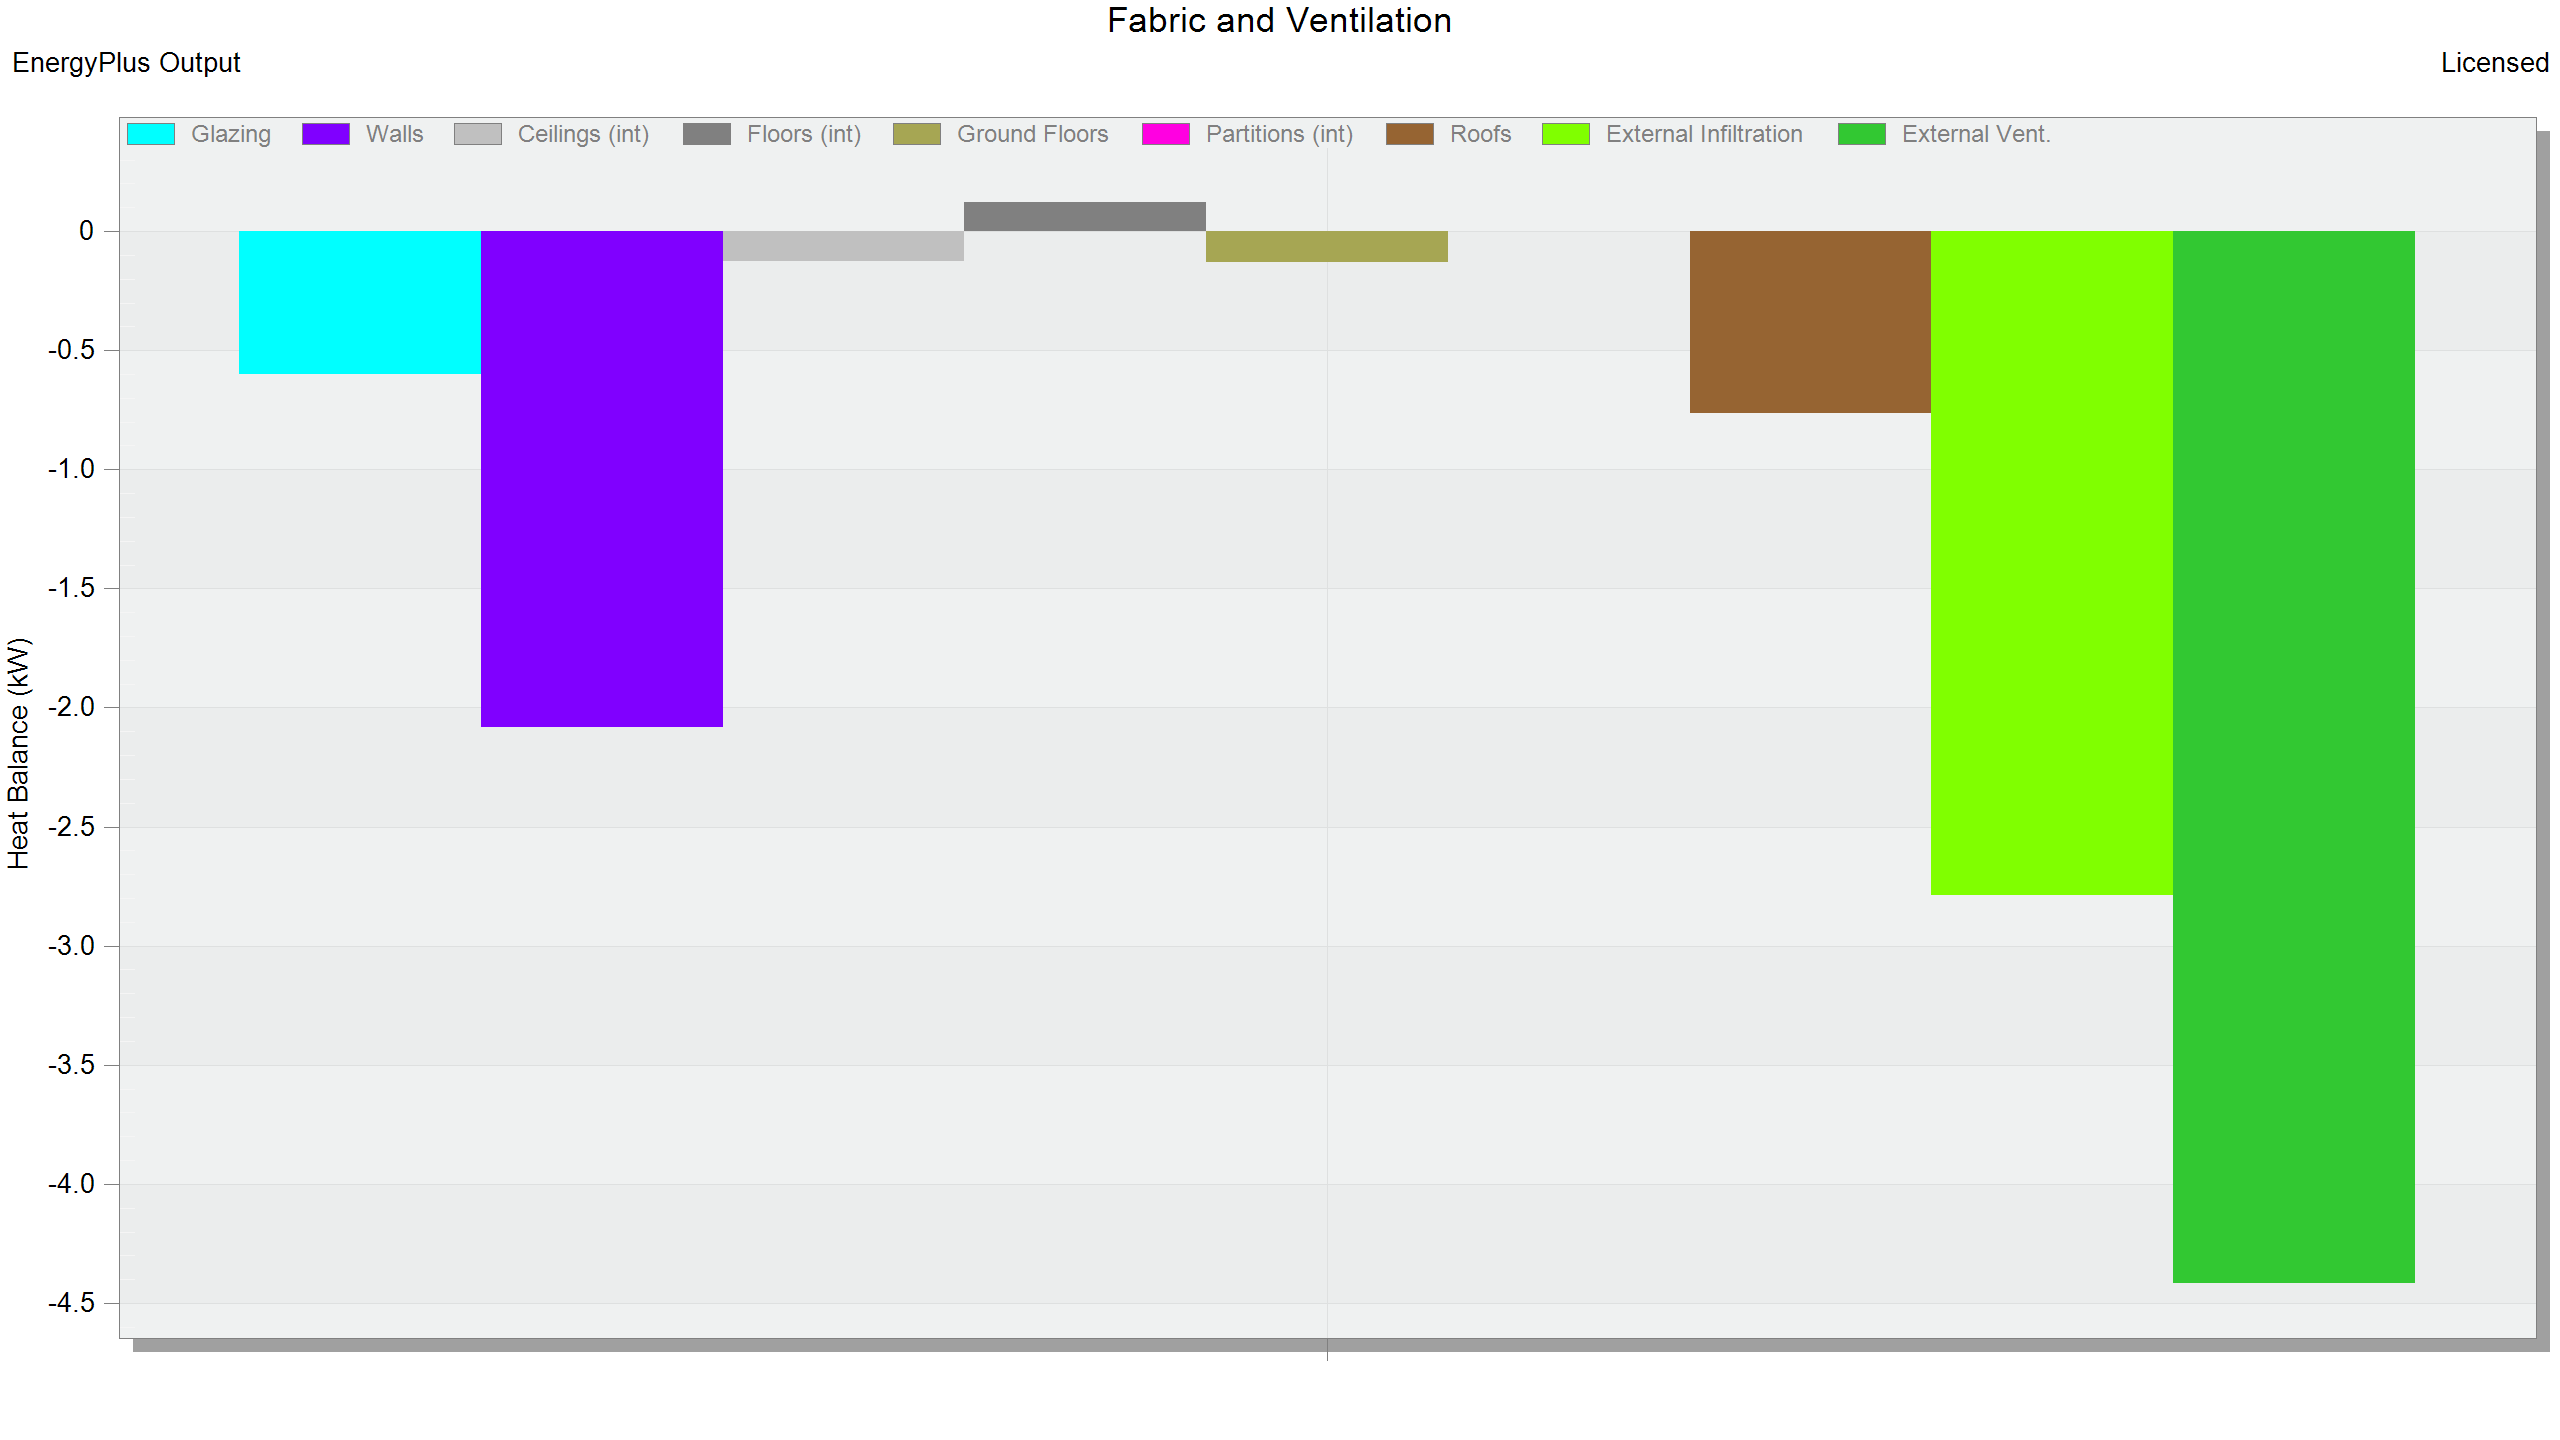 Fabric and Ventilation
EnergyPlus Output
Licensed
Glazing Walls Ceilings (int) Floors (int) Ground Floors Partitions (int) Roofs External Infiltration External Vent.
0
-0.5
-1.0
-1.5
-2.0
-2.5
-3.0
-3.5
-4.0
-4.5
Heat Balance (kW)